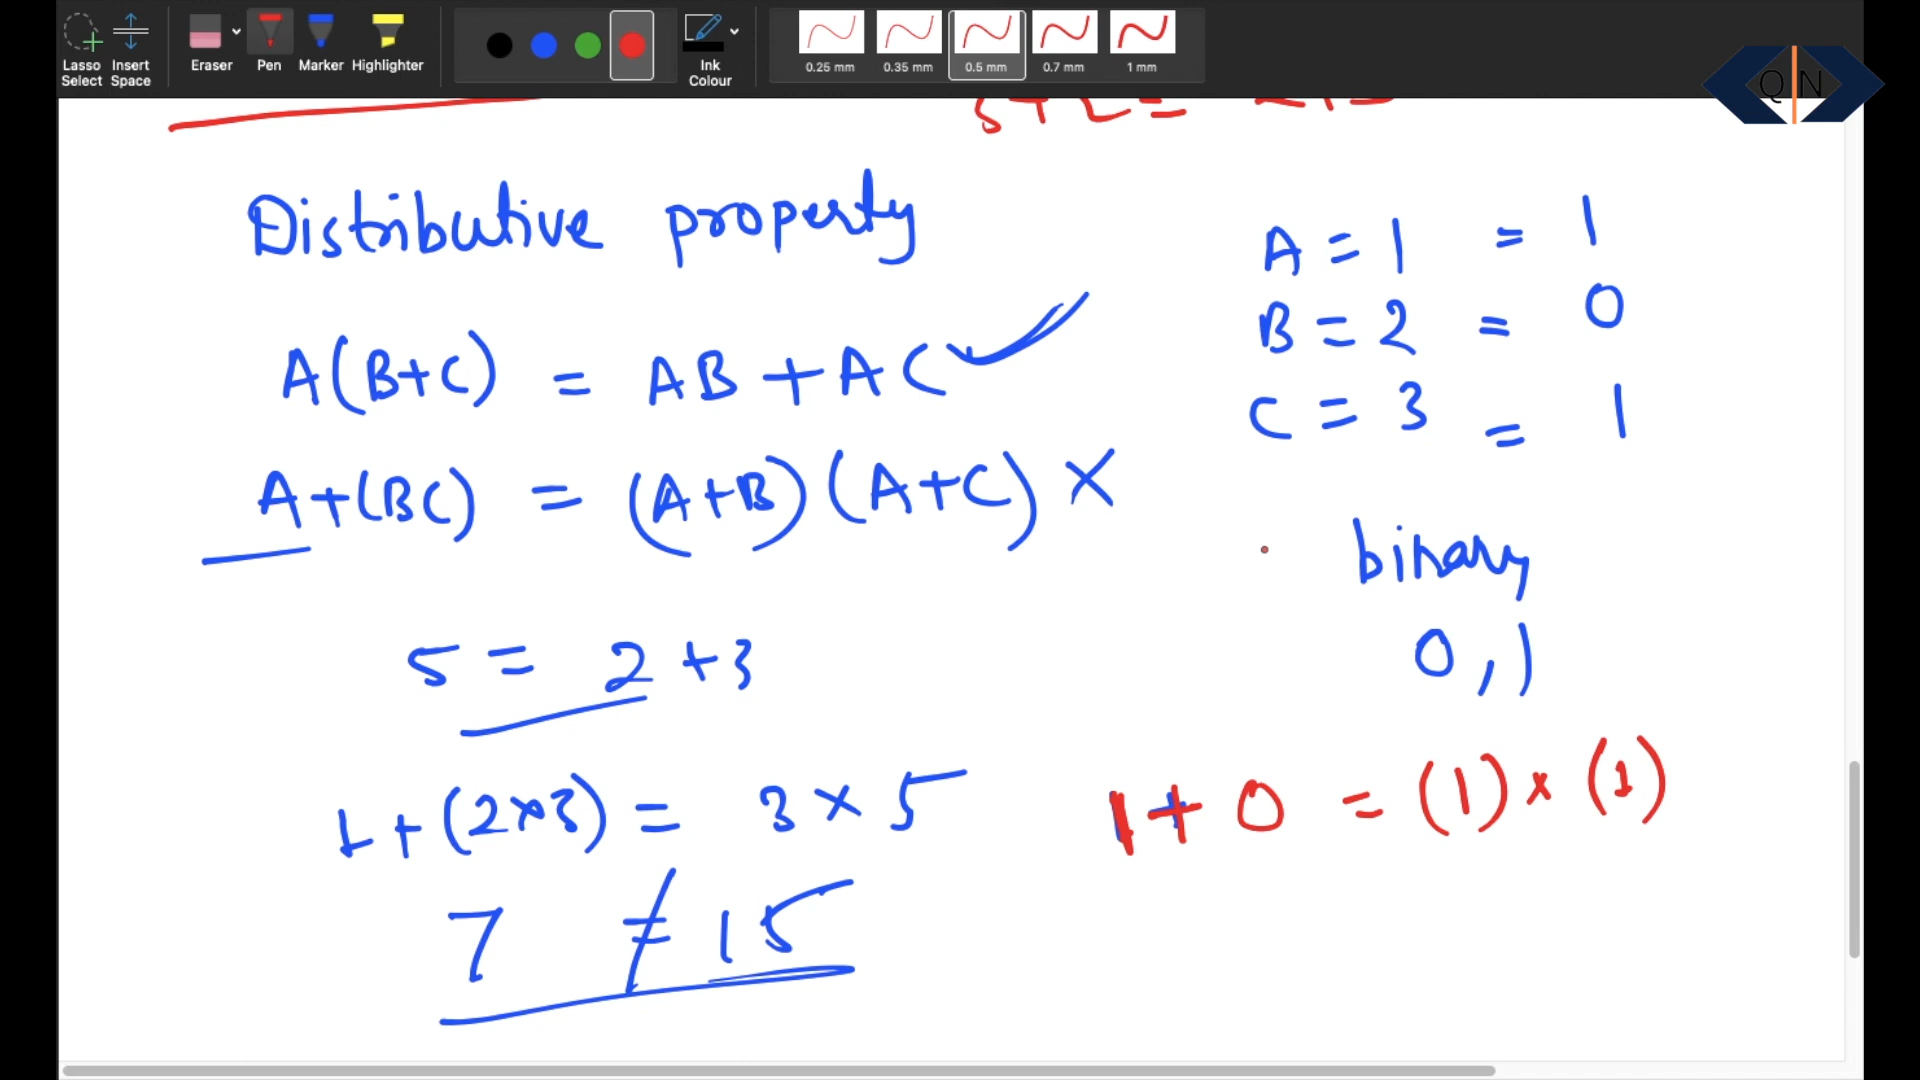 Lasso Select
Insert Space
Eraser
Pen
Marker
Highlighter
Ink Colour
0.25 mm
0.35 mm
0.5 mm
0.7 mm
1 mm
Q N
Distributive property
A(B+C) = AB + AC
A+(BC) = (A+B)(A+C) ×
5 = 2+3
1+(2×3) = 3×5
7 ≠ 15
A = 1 = 1
B = 2 = 0
C = 3 = 1
binary
0,1
1+0 = (1)×(1)